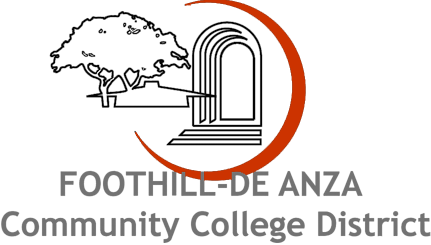 FOOTHILL-DE ANZA
Community College District